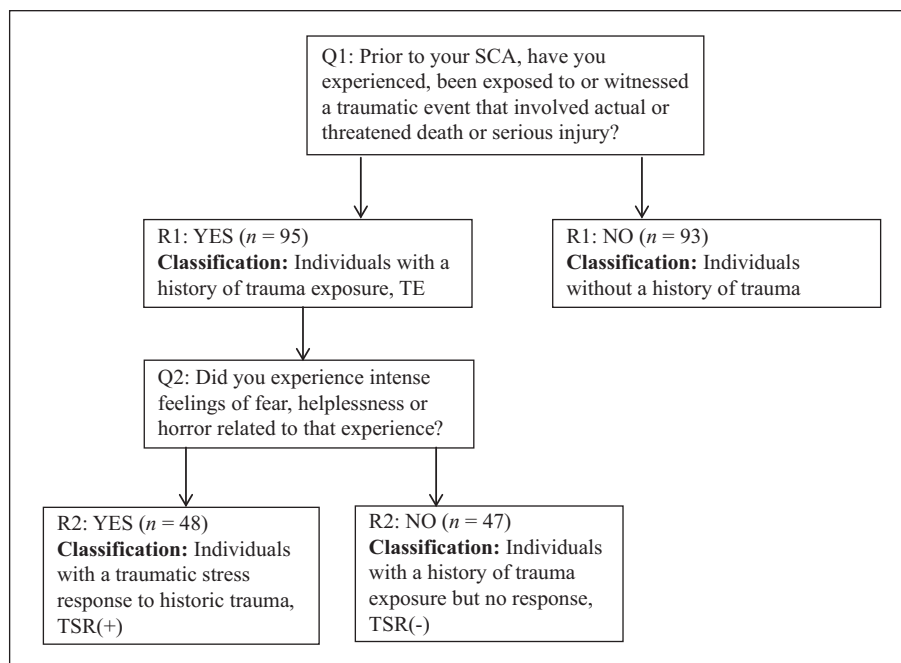 Q1: Prior to your SCA, have you
experienced, been exposed to or witnessed
a traumatic event that involved actual or
threatened death or serious injury?
R1: YES (n = 95)
Classification: Individuals with a
history of trauma exposure, TE
R1: NO (n = 93)
Classification: Individuals
without a history of trauma
Q2: Did you experience intense
feelings of fear, helplessness or
horror related to that experience?
R2: YES (n = 48)
Classification: Individuals
with a traumatic stress
response to historic trauma,
TSR(+)
R2: NO (n = 47)
Classification: Individuals
with a history of trauma
exposure but no response,
TSR(-)